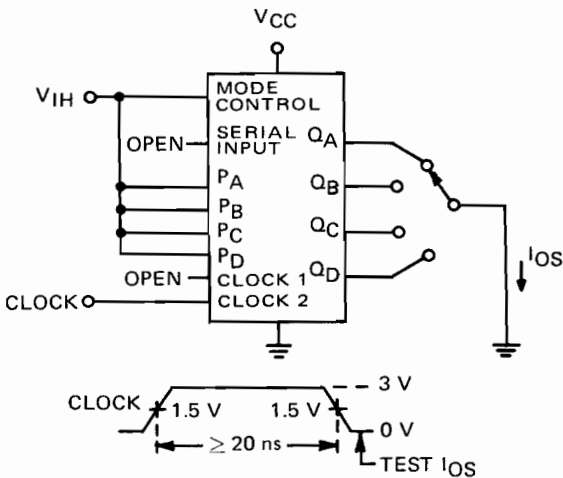 VCC
VIH
MODE
CONTROL
OPEN
SERIAL
INPUT
QA
PA
QB
PB
PC
QC
PD
OPEN
CLOCK 1
QD
CLOCK
CLOCK 2
IOS
CLOCK
1.5 V
1.5 V
3 V
0 V
≥ 20 ns
TEST IOS